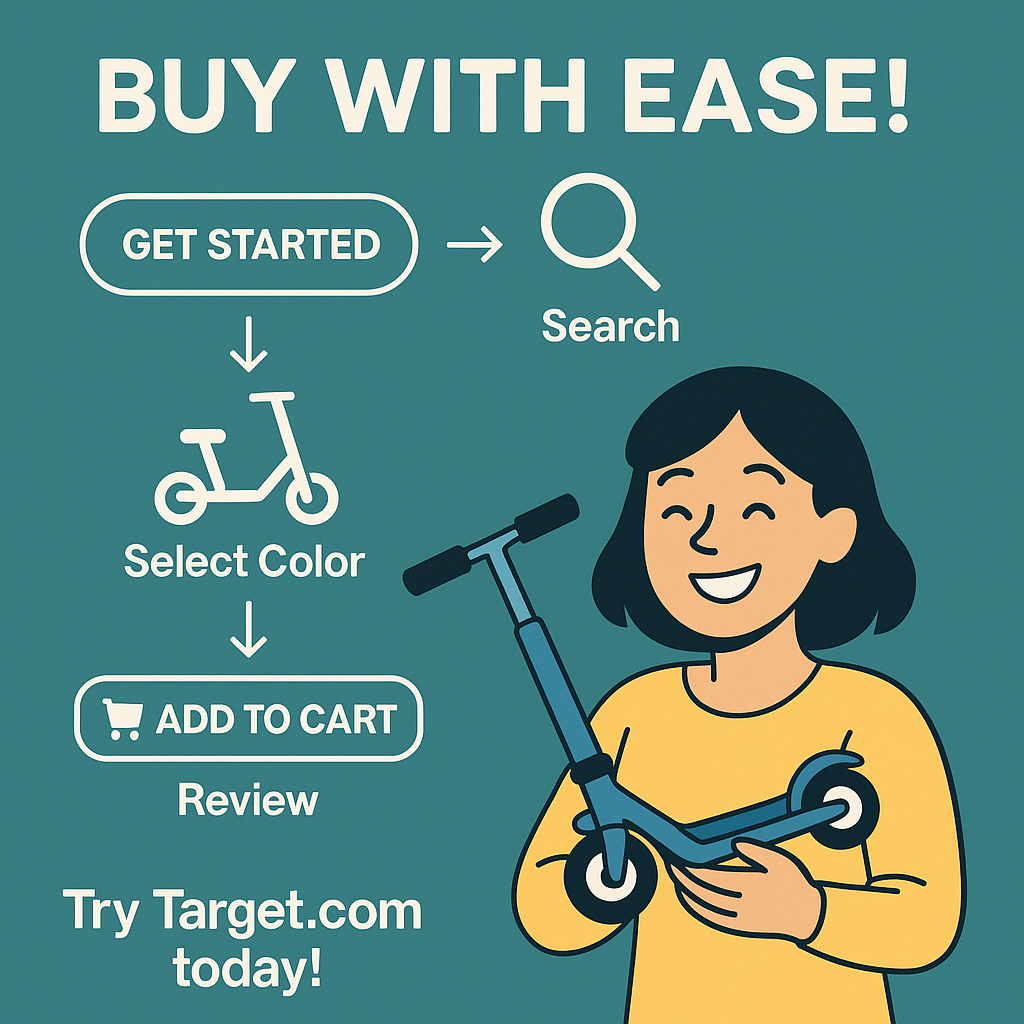 BUY WITH EASE!
GET STARTED
Search
Select Color
ADD TO CART
Review
Try Target.com
today!